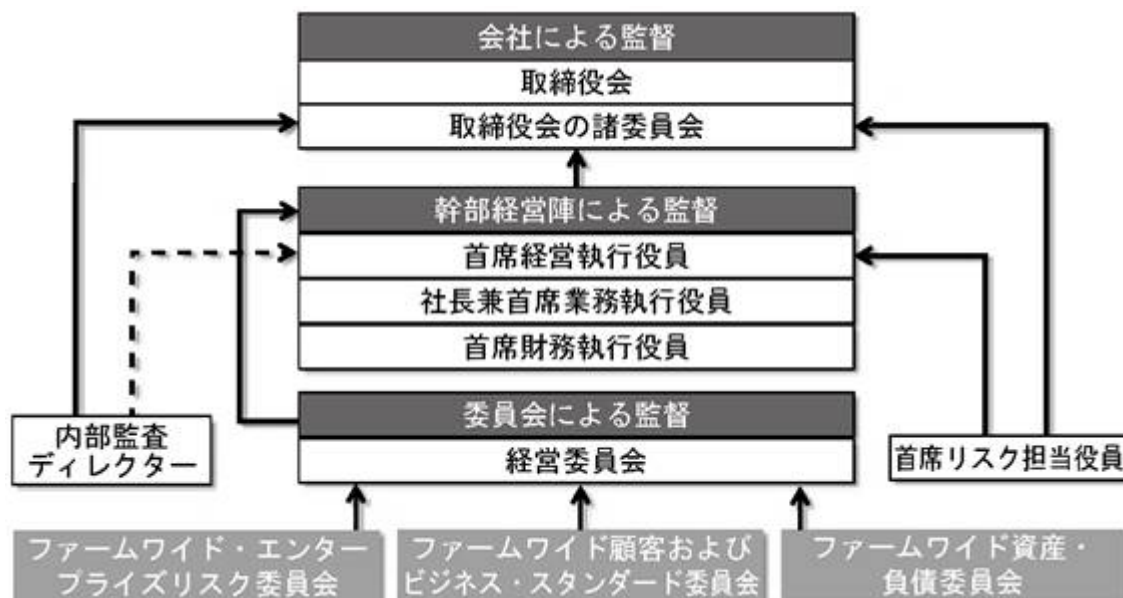 会社による監督
取締役会
取締役会の諸委員会
幹部経営陣による監督
首席経営執行役員
社長兼首席業務執行役員
首席財務執行役員
委員会による監督
経営委員会
内部監査
ディレクター
首席リスク担当役員
ファームワイド・エンター
プライズリスク委員会
ファームワイド顧客および
ビジネス・スタンダード委員会
ファームワイド資産・
負債委員会